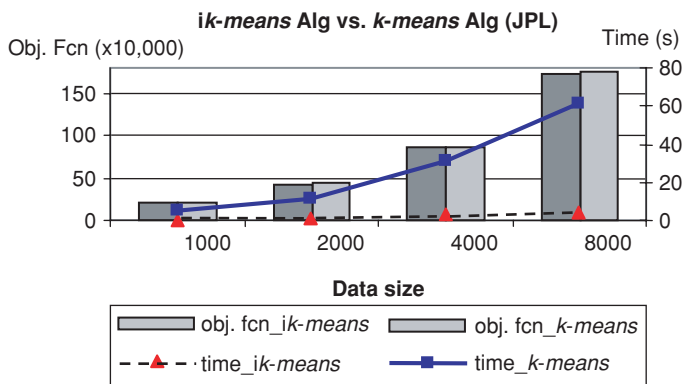 ik-means Alg vs. k-means Alg (JPL)
Obj. Fcn (x10,000)
Time (s)
150
100
50
0
80
60
40
20
0
1000 2000 4000 8000
Data size
obj. fcn_ik-means obj. fcn_k-means
time_ik-means time_k-means